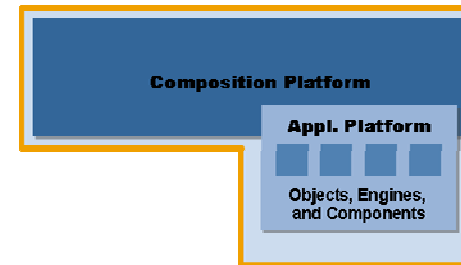 Composition Platform
Appl. Platform
Objects, Engines,
and Components